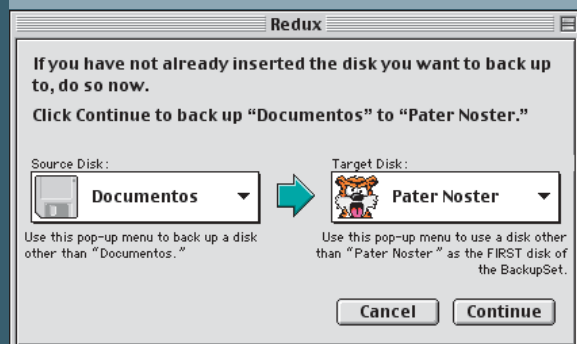 Redux
If you have not already inserted the disk you want to back up
to, do so now.
Click Continue to back up “Documentos” to “Pater Noster.”
Source Disk:
Documentos
Use this pop-up menu to back up a disk
other than “Documentos.”
Target Disk:
Pater Noster
Use this pop-up menu to use a disk other
than “Pater Noster ” as the FIRST disk of
the BackupSet.
Cancel
Continue